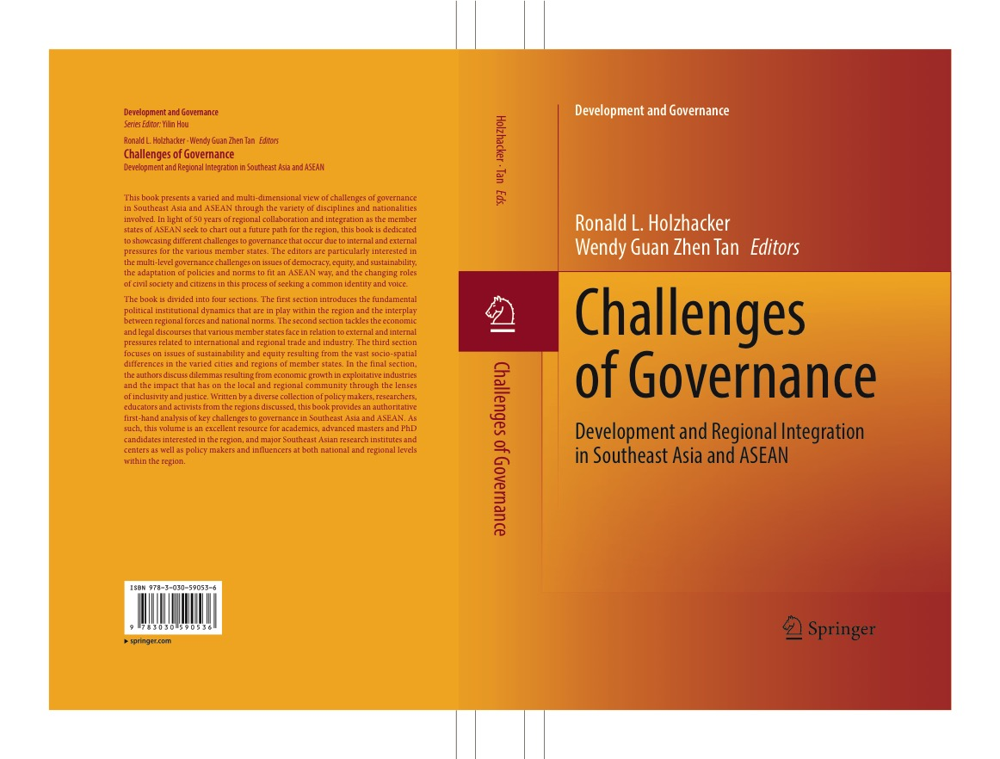 Development and Governance
Series Editor: Yilin Hou
Ronald L. Holzhacker · Wendy Guan Zhen Tan Editors
Challenges of Governance
Development and Regional Integration in Southeast Asia and ASEAN
This book presents a varied and multi-dimensional view of challenges of governance
in Southeast Asia and ASEAN through the variety of disciplines and nationalities
involved. In light of 50 years of regional collaboration and integration as the member
states of ASEAN seek to chart out a future path for the region, this book is dedicated
to showcasing different challenges to governance that occur due to internal and external
pressures for the various member states. The editors are particularly interested in
the multi-level governance challenges on issues of democracy, equity, and sustainability,
the adaptation of policies and norms to fit an ASEAN way, and the changing roles
of civil society and citizens in this process of seeking a common identity and voice.
The book is divided into four sections. The first section introduces the fundamental
political institutional dynamics that are in play within the region and the interplay
between regional forces and national norms. The second section tackles the economic
and legal discourses that various member states face in relation to external and internal
pressures related to international and regional trade and industry. The third section
focuses on issues of sustainability and equity resulting from the vast socio-spatial
differences in the varied cities and regions of member states. In the final section,
the authors discuss dilemmas resulting from economic growth in exploitative industries
and the impact that has on the local and regional community through the lenses
of inclusivity and justice. Written by a diverse collection of policy makers, researchers,
educators and activists from the regions discussed, this book provides an authoritative
first-hand analysis of key challenges to governance in Southeast Asia and ASEAN. As
such, this volume is an excellent resource for academics, advanced masters and PhD
candidates interested in the region, and major Southeast Asian research institutes and
centers as well as policy makers and influencers at both national and regional levels
within the region.
ISBN 978-3-030-59053-6
9 783030 590536
▶ springer.com
Holzhacker · Tan Eds.
Challenges of Governance
Development and Governance
Ronald L. Holzhacker
Wendy Guan Zhen Tan Editors
Challenges
of Governance
Development and Regional Integration
in Southeast Asia and ASEAN
Springer